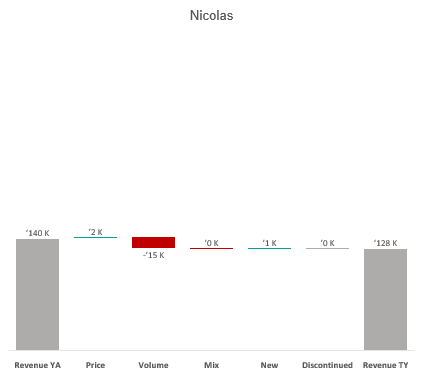 Nicolas
'140 K
'2 K
-'15 K
'0 K
'1 K
'0 K
'128 K
Revenue YA Price Volume Mix New Discontinued Revenue TY